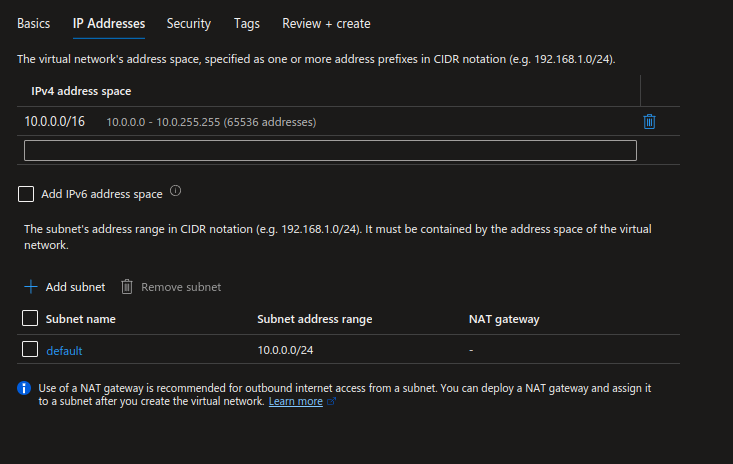 Basics IP Addresses Security Tags Review + create
The virtual network's address space, specified as one or more address prefixes in CIDR notation (e.g. 192.168.1.0/24).
IPv4 address space
10.0.0.0/16 10.0.0.0 - 10.0.255.255 (65536 addresses)
Add IPv6 address space
The subnet's address range in CIDR notation (e.g. 192.168.1.0/24). It must be contained by the address space of the virtual
network.
Add subnet Remove subnet
Subnet name Subnet address range NAT gateway
default 10.0.0.0/24 -
Use of a NAT gateway is recommended for outbound internet access from a subnet. You can deploy a NAT gateway and assign it
to a subnet after you create the virtual network. Learn more